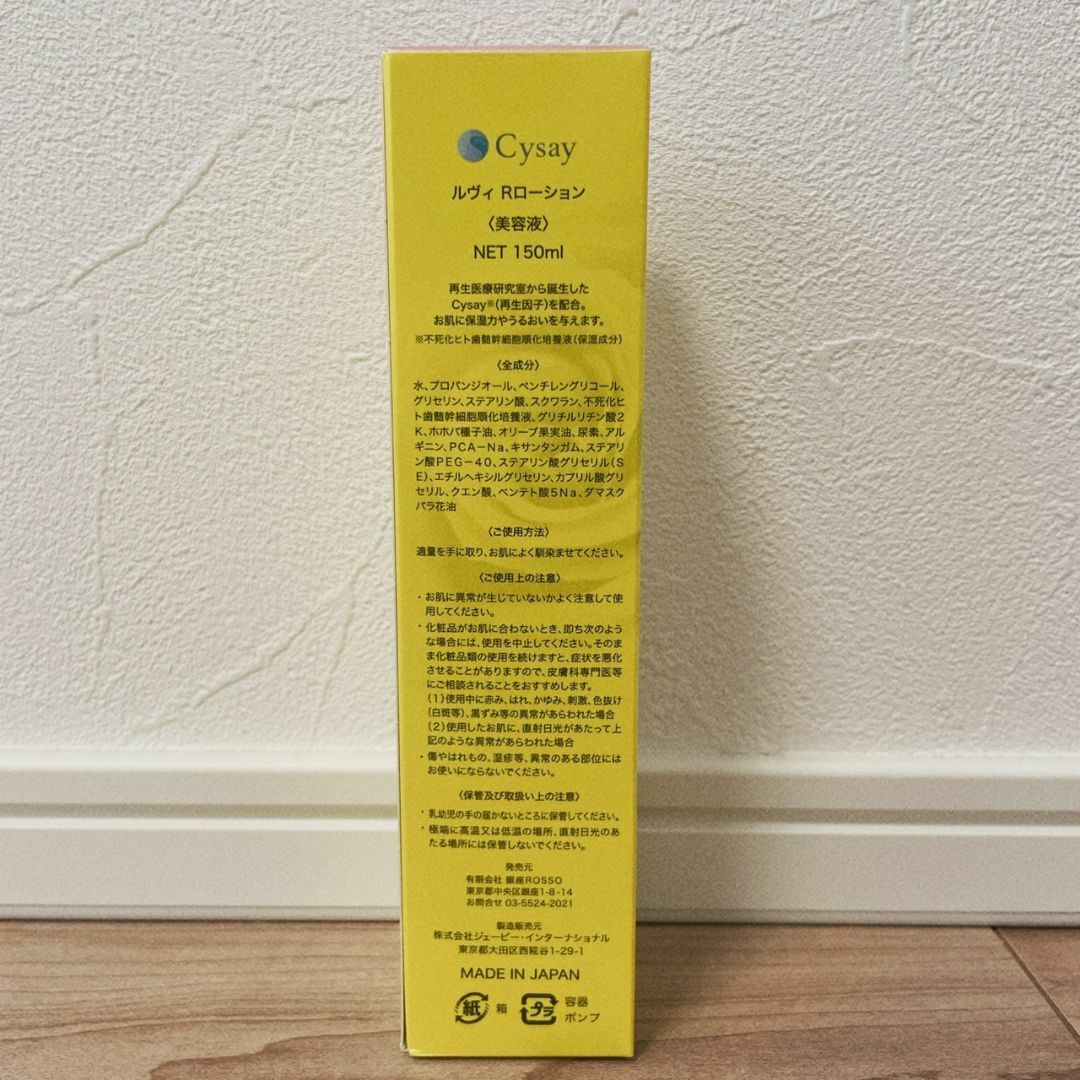 Cysay
ルヴィ Rローション
〈美容液〉
NET 150ml
再生医療研究室から誕生した
Cysay※(再生因子)を配合。
お肌に保湿力やうるおいを与えます。
※不死化ヒト歯髄幹細胞順化培養液(保湿成分)
〈全成分〉
水、プロパンジオール、ペンチレングリコール、
グリセリン、ステアリン酸、スクワラン、不死化ヒ
ト歯髄幹細胞順化培養液、グリチルリチン酸2
K、ホホバ種子油、オリーブ果実油、尿素、アル
ギニン、PCA−Na、キサンタンガム、ステアリ
ン酸PEG−40、ステアリン酸グリセリル(S
E)、エチルヘキシルグリセリン、カプリル酸グリ
セリル、クエン酸、ペンテト酸5Na、ダマスク
バラ花油
〈ご使用方法〉
適量を手に取り、お肌によく馴染ませてください。
〈ご使用上の注意〉
・お肌に異常が生じていないかよく注意して使
用してください。
・化粧品がお肌に合わないとき、即ち次のよう
な場合には、使用を中止してください。そのま
ま化粧品類の使用を続けますと、症状を悪化
させることがありますので、皮膚科専門医等
にご相談されることをおすすめします。
(1)使用中に赤み、はれ、かゆみ、刺激、色抜け
(白斑等)、黒ずみ等の異常があらわれた場合
(2)使用したお肌に、直射日光があたって上
記のような異常があらわれた場合
・傷やはれもの、湿疹等、異常のある部位には
お使いにならないでください。
〈保管及び取扱い上の注意〉
・乳幼児の手の届かないところに保管してください。
・極端に高温又は低温の場所、直射日光のあ
たる場所には保管しないでください。
発売元
有限会社 銀座ROSSO
東京都中央区銀座1-8-14
お問合せ 03-5524-2021
製造販売元
株式会社ジェーピー・インターナショナル
東京都大田区西糀谷1-29-1
MADE IN JAPAN
紙 箱 プラ 容器
ポンプ